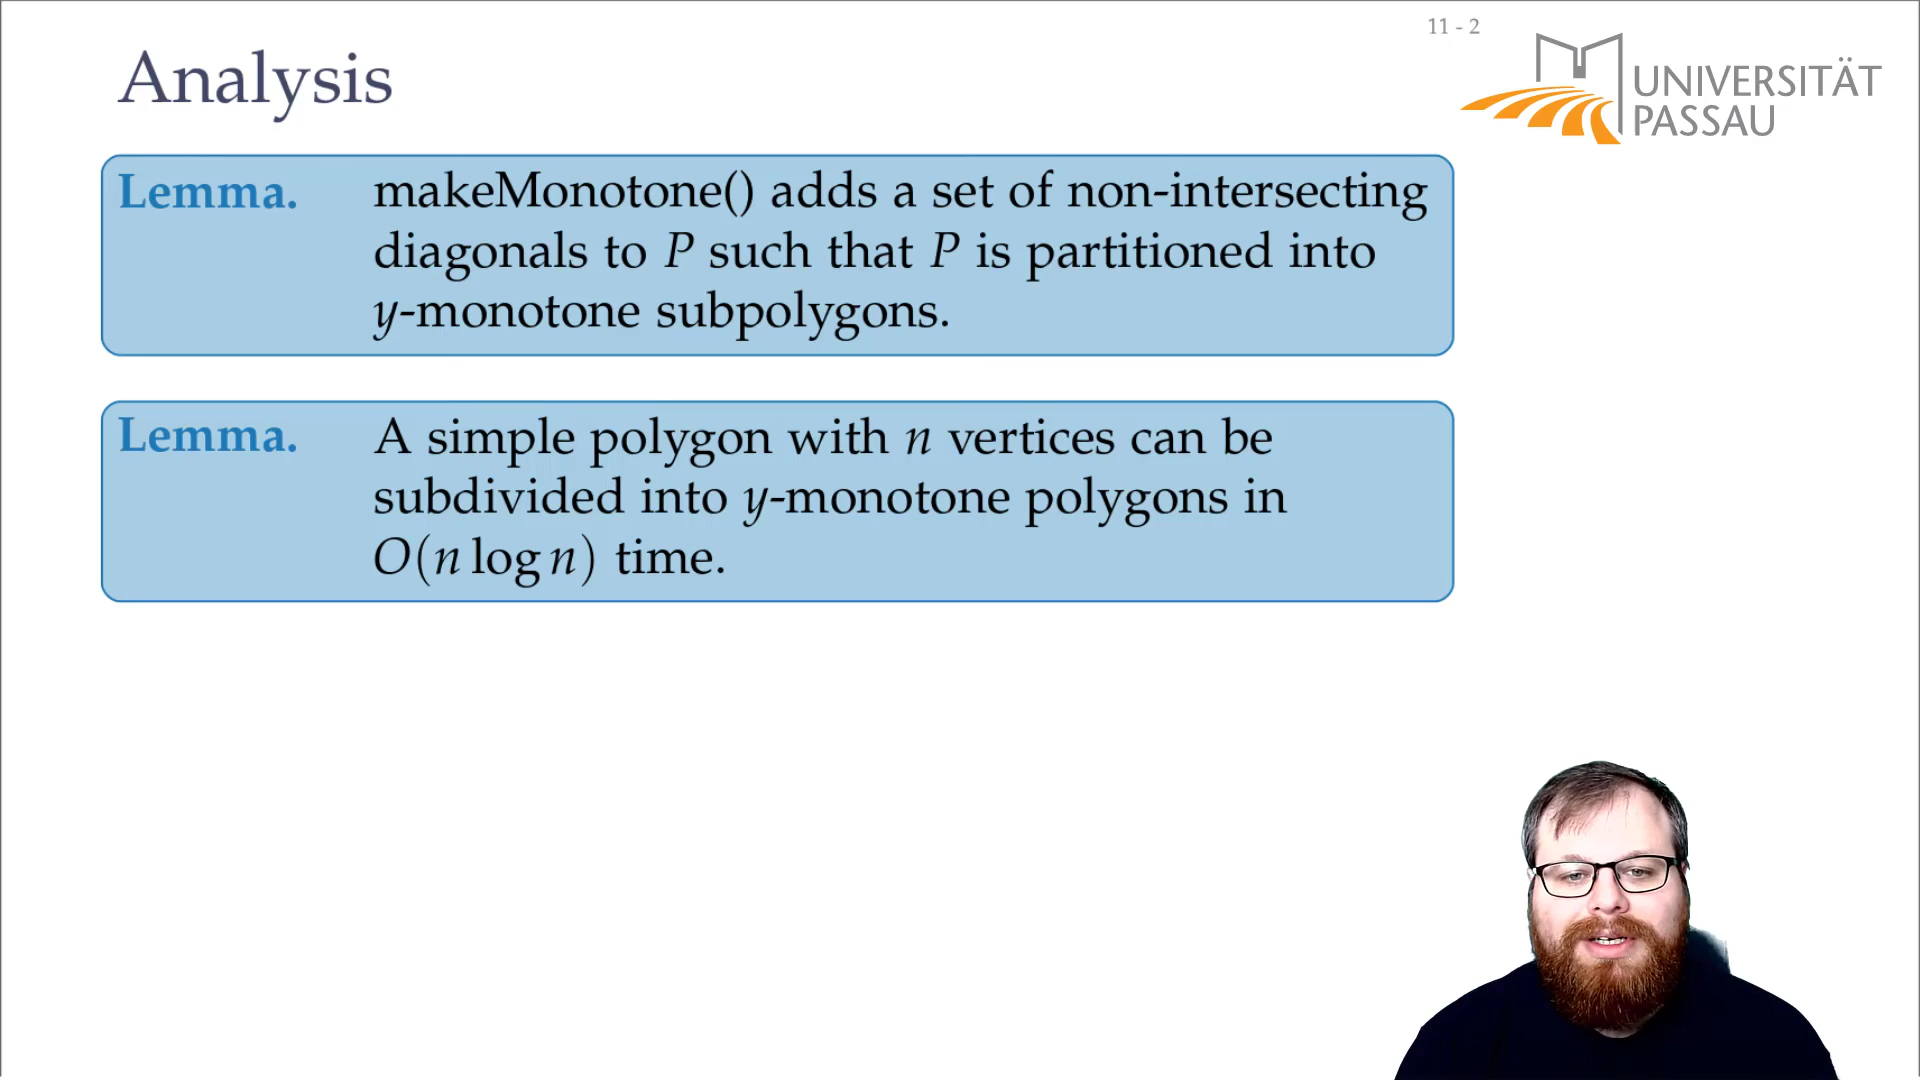 11 - 2
Analysis
UNIVERSITÄT
PASSAU
Lemma. makeMonotone() adds a set of non-intersecting
diagonals to P such that P is partitioned into
y-monotone subpolygons.
Lemma. A simple polygon with n vertices can be
subdivided into y-monotone polygons in
O(n log n) time.